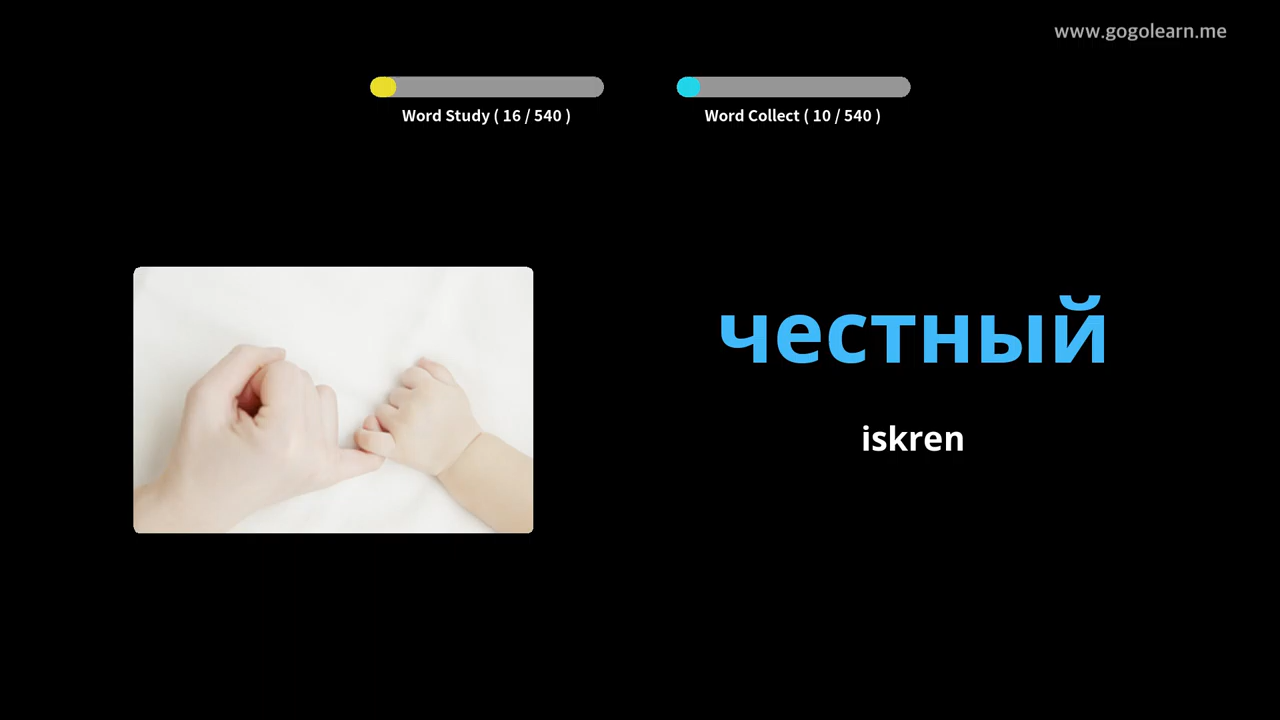 www.gogolearn.me
Word Study ( 16 / 540 )
Word Collect ( 10 / 540 )
честный
iskren